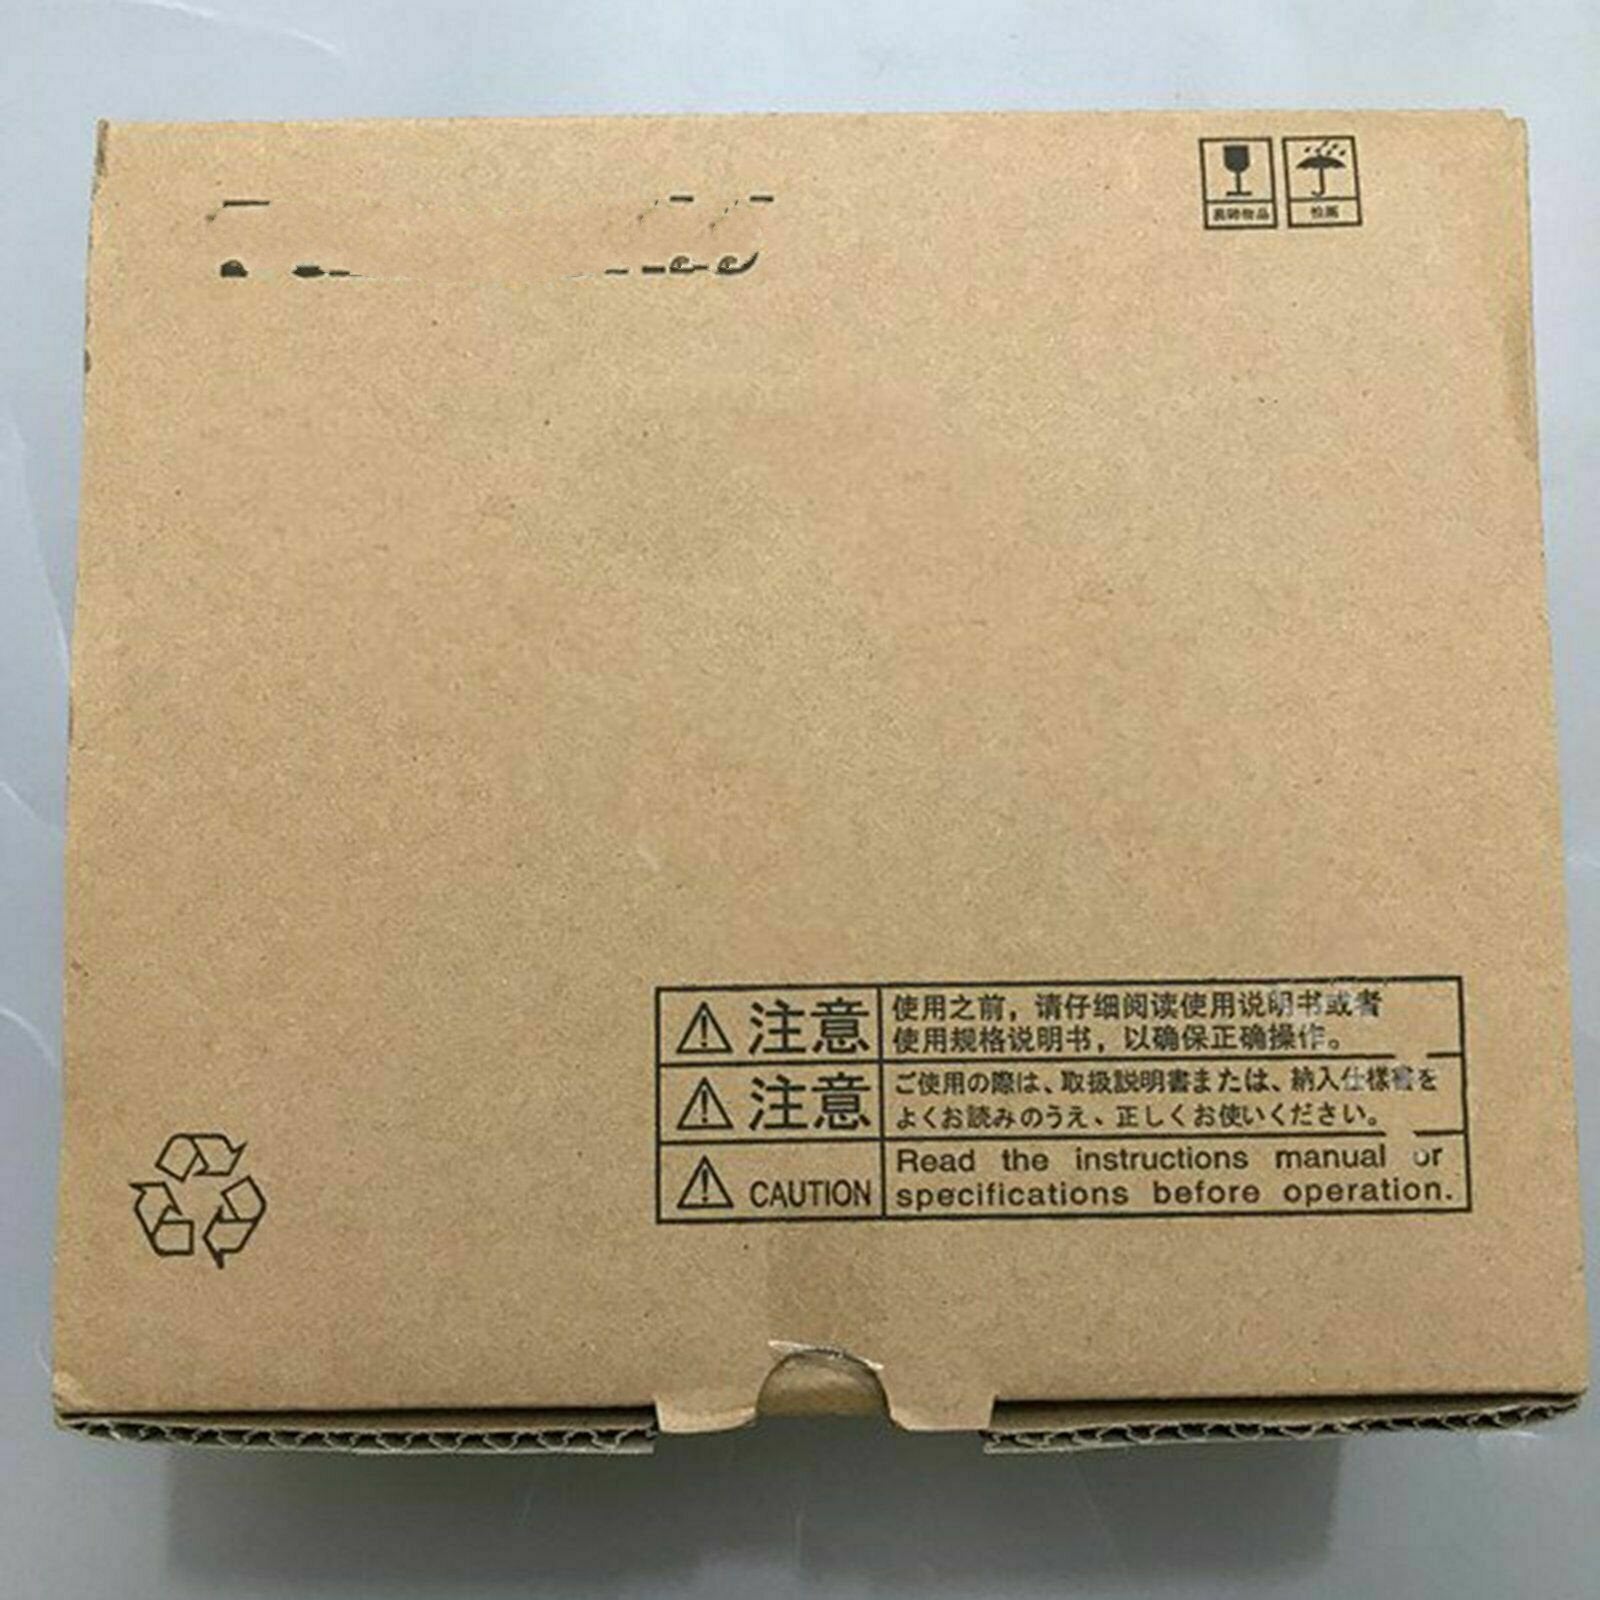 怕湿
注意
使用之前，请仔细阅读使用说明书或者
使用规格说明书，以确保正确操作。
注意
ご使用の際は、取扱説明書または、納入仕様書を
よくお読みのうえ、正しくお使いください。
CAUTION
Read the instructions manual or
specifications before operation.